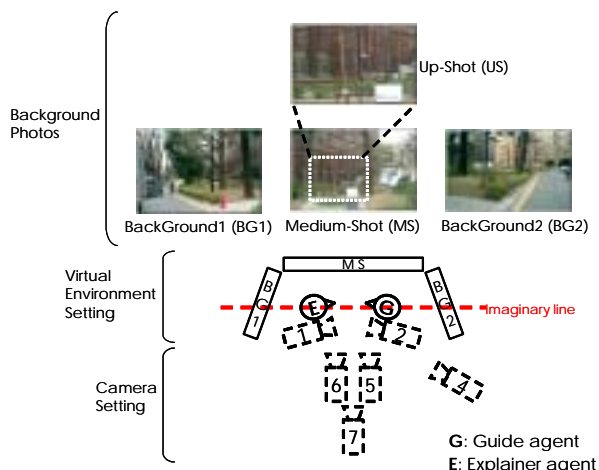 Up-Shot (US)
Background
Photos
BackGround1 (BG1)
Medium-Shot (MS)
BackGround2 (BG2)
MS
Virtual
Environment
Setting
BG1
E
G
BG2
Imaginary line
1
2
Camera
Setting
6
5
4
7
G: Guide agent
E: Explainer agent